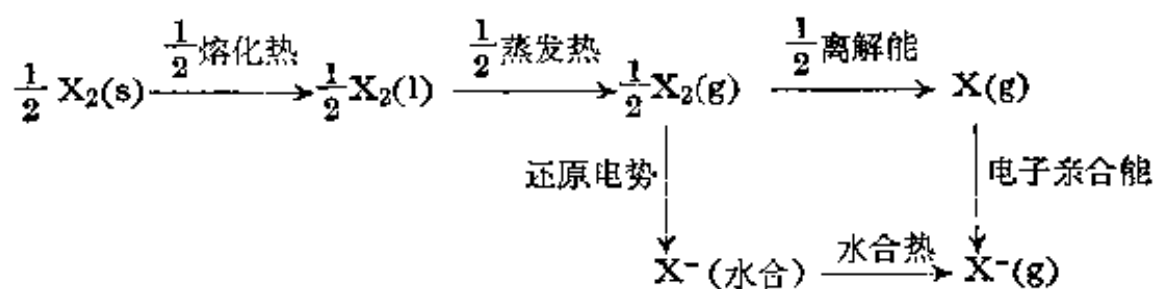 1/2 熔化热 1/2 蒸发热 1/2 离解能
1/2 X₂(s) ⟶ 1/2 X₂(l) ⟶ 1/2 X₂(g) ⟶ X(g)
还原电势 电子亲合能
水合热
X⁻(水合) ⟶ X⁻(g)